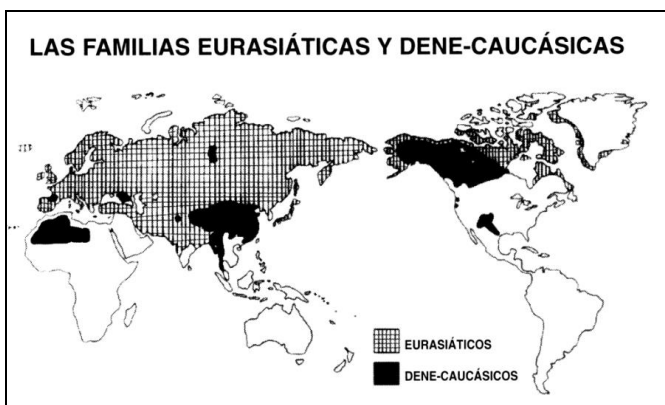 LAS FAMILIAS EURASIÁTICAS Y DENE-CAUCÁSICAS
EURASIÁTICOS
DENE-CAUCÁSICOS